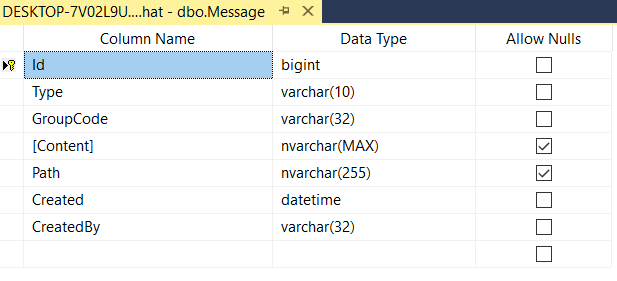 DESKTOP-7V02L9U....hat - dbo.Message
Column Name Data Type Allow Nulls
Id bigint
Type varchar(10)
GroupCode varchar(32)
[Content] nvarchar(MAX)
Path nvarchar(255)
Created datetime
CreatedBy varchar(32)